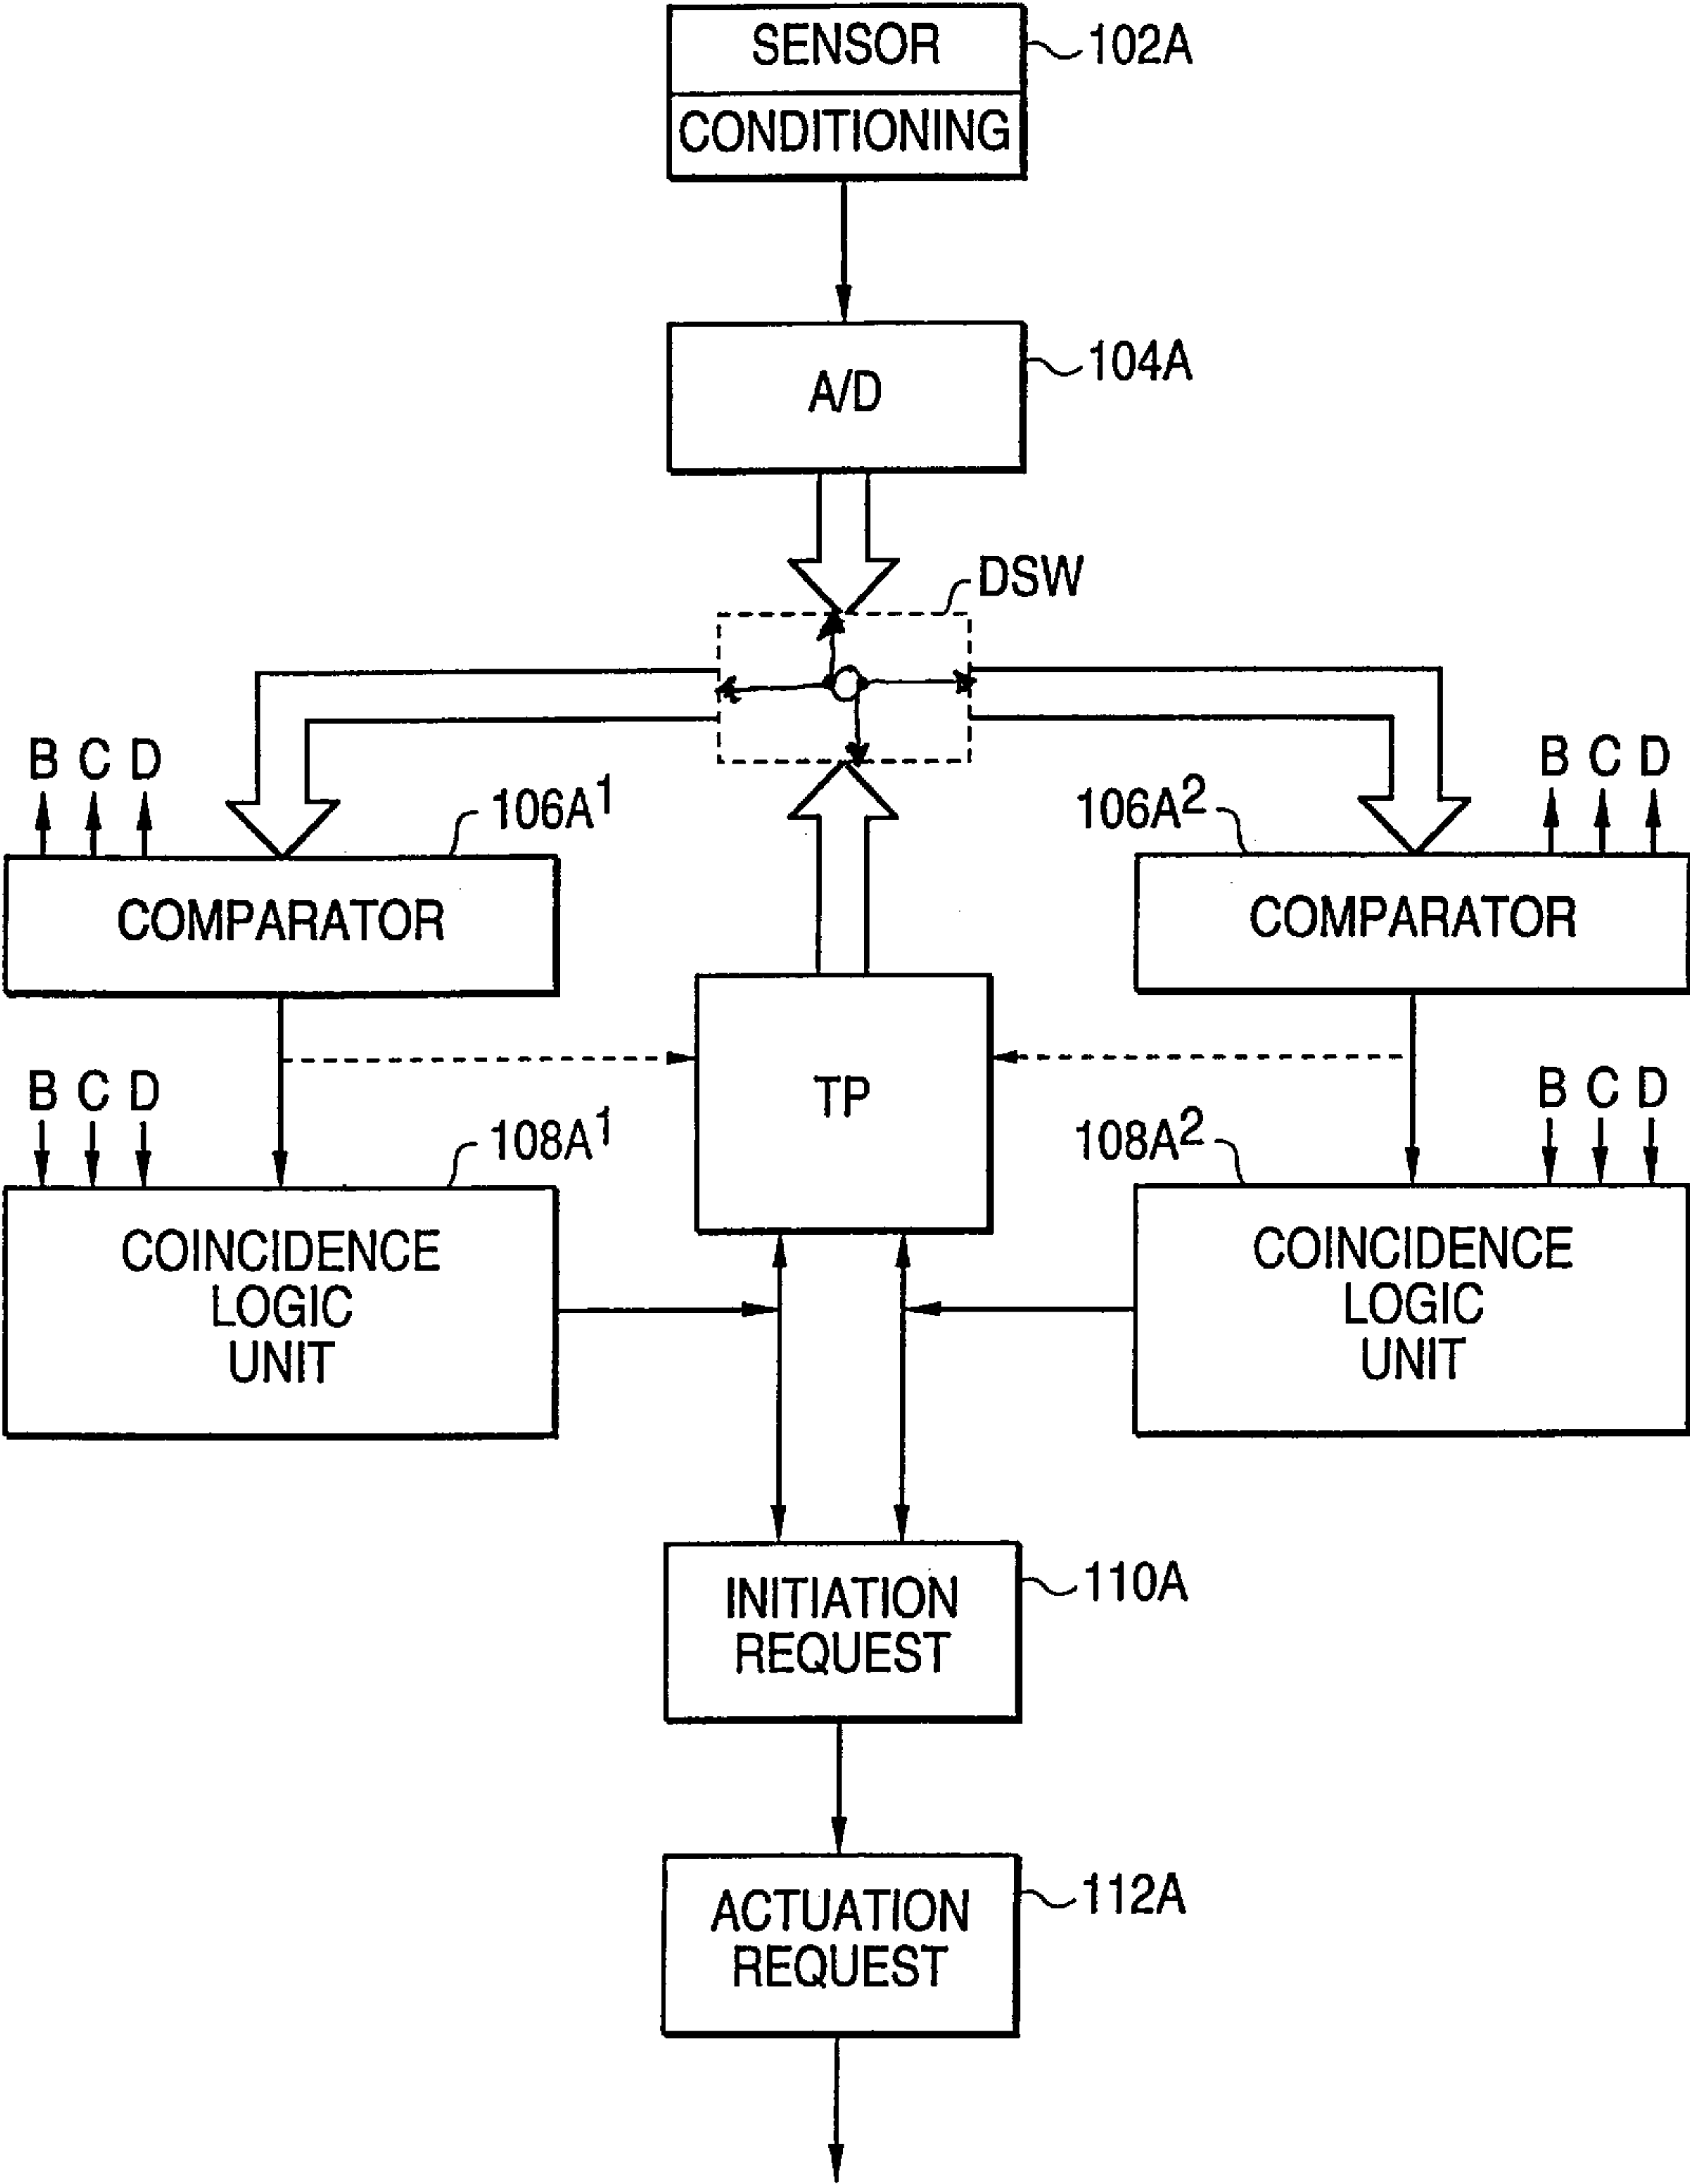 SENSOR
102A
CONDITIONING
A/D
104A
DSW
B C D
106A1
106A2
B C D
COMPARATOR
COMPARATOR
TP
B C D
108A1
108A2
B C D
COINCIDENCE
LOGIC
UNIT
COINCIDENCE
LOGIC
UNIT
INITIATION
REQUEST
110A
ACTUATION
REQUEST
112A